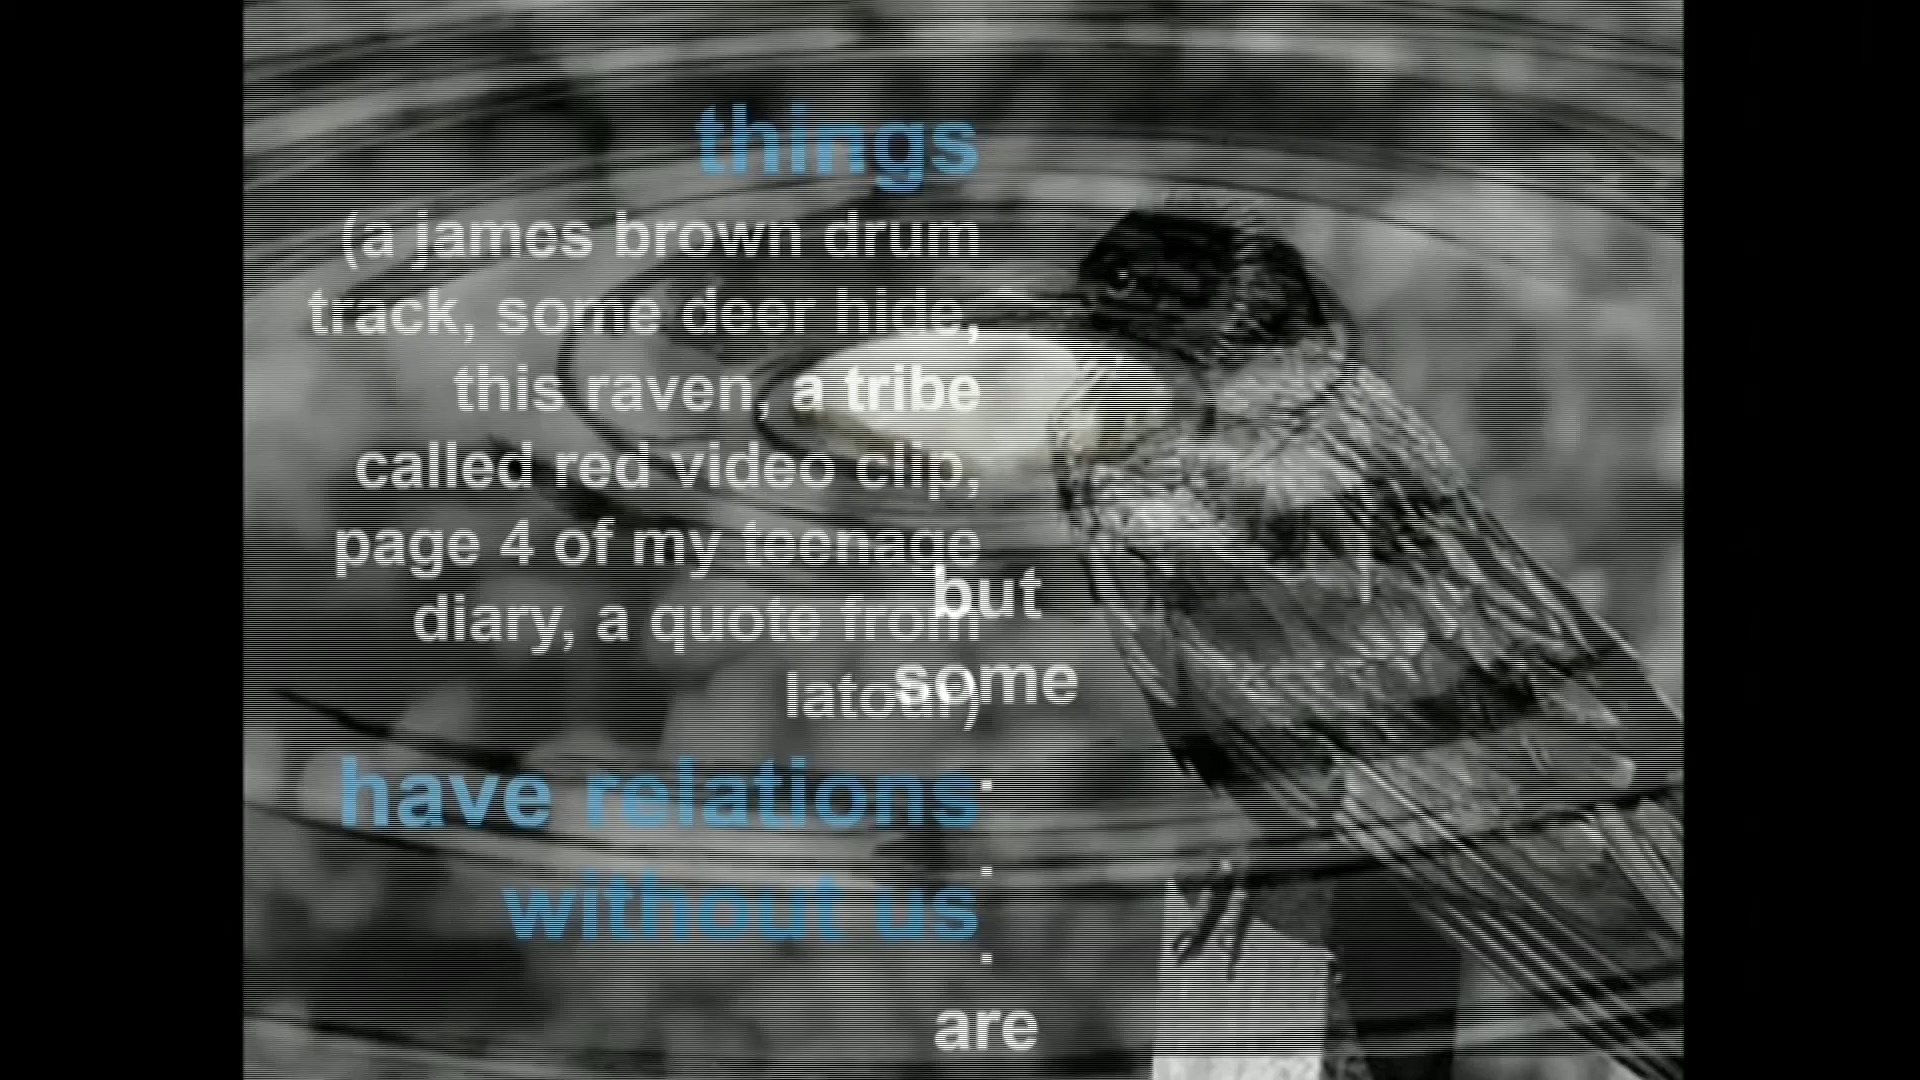 things
(a james brown drum
track, some deer hide,
this raven, a tribe
called red video clip,
page 4 of my teenage
diary, a quote from
latour)
have relations
without us
but
some
.
.
.
are